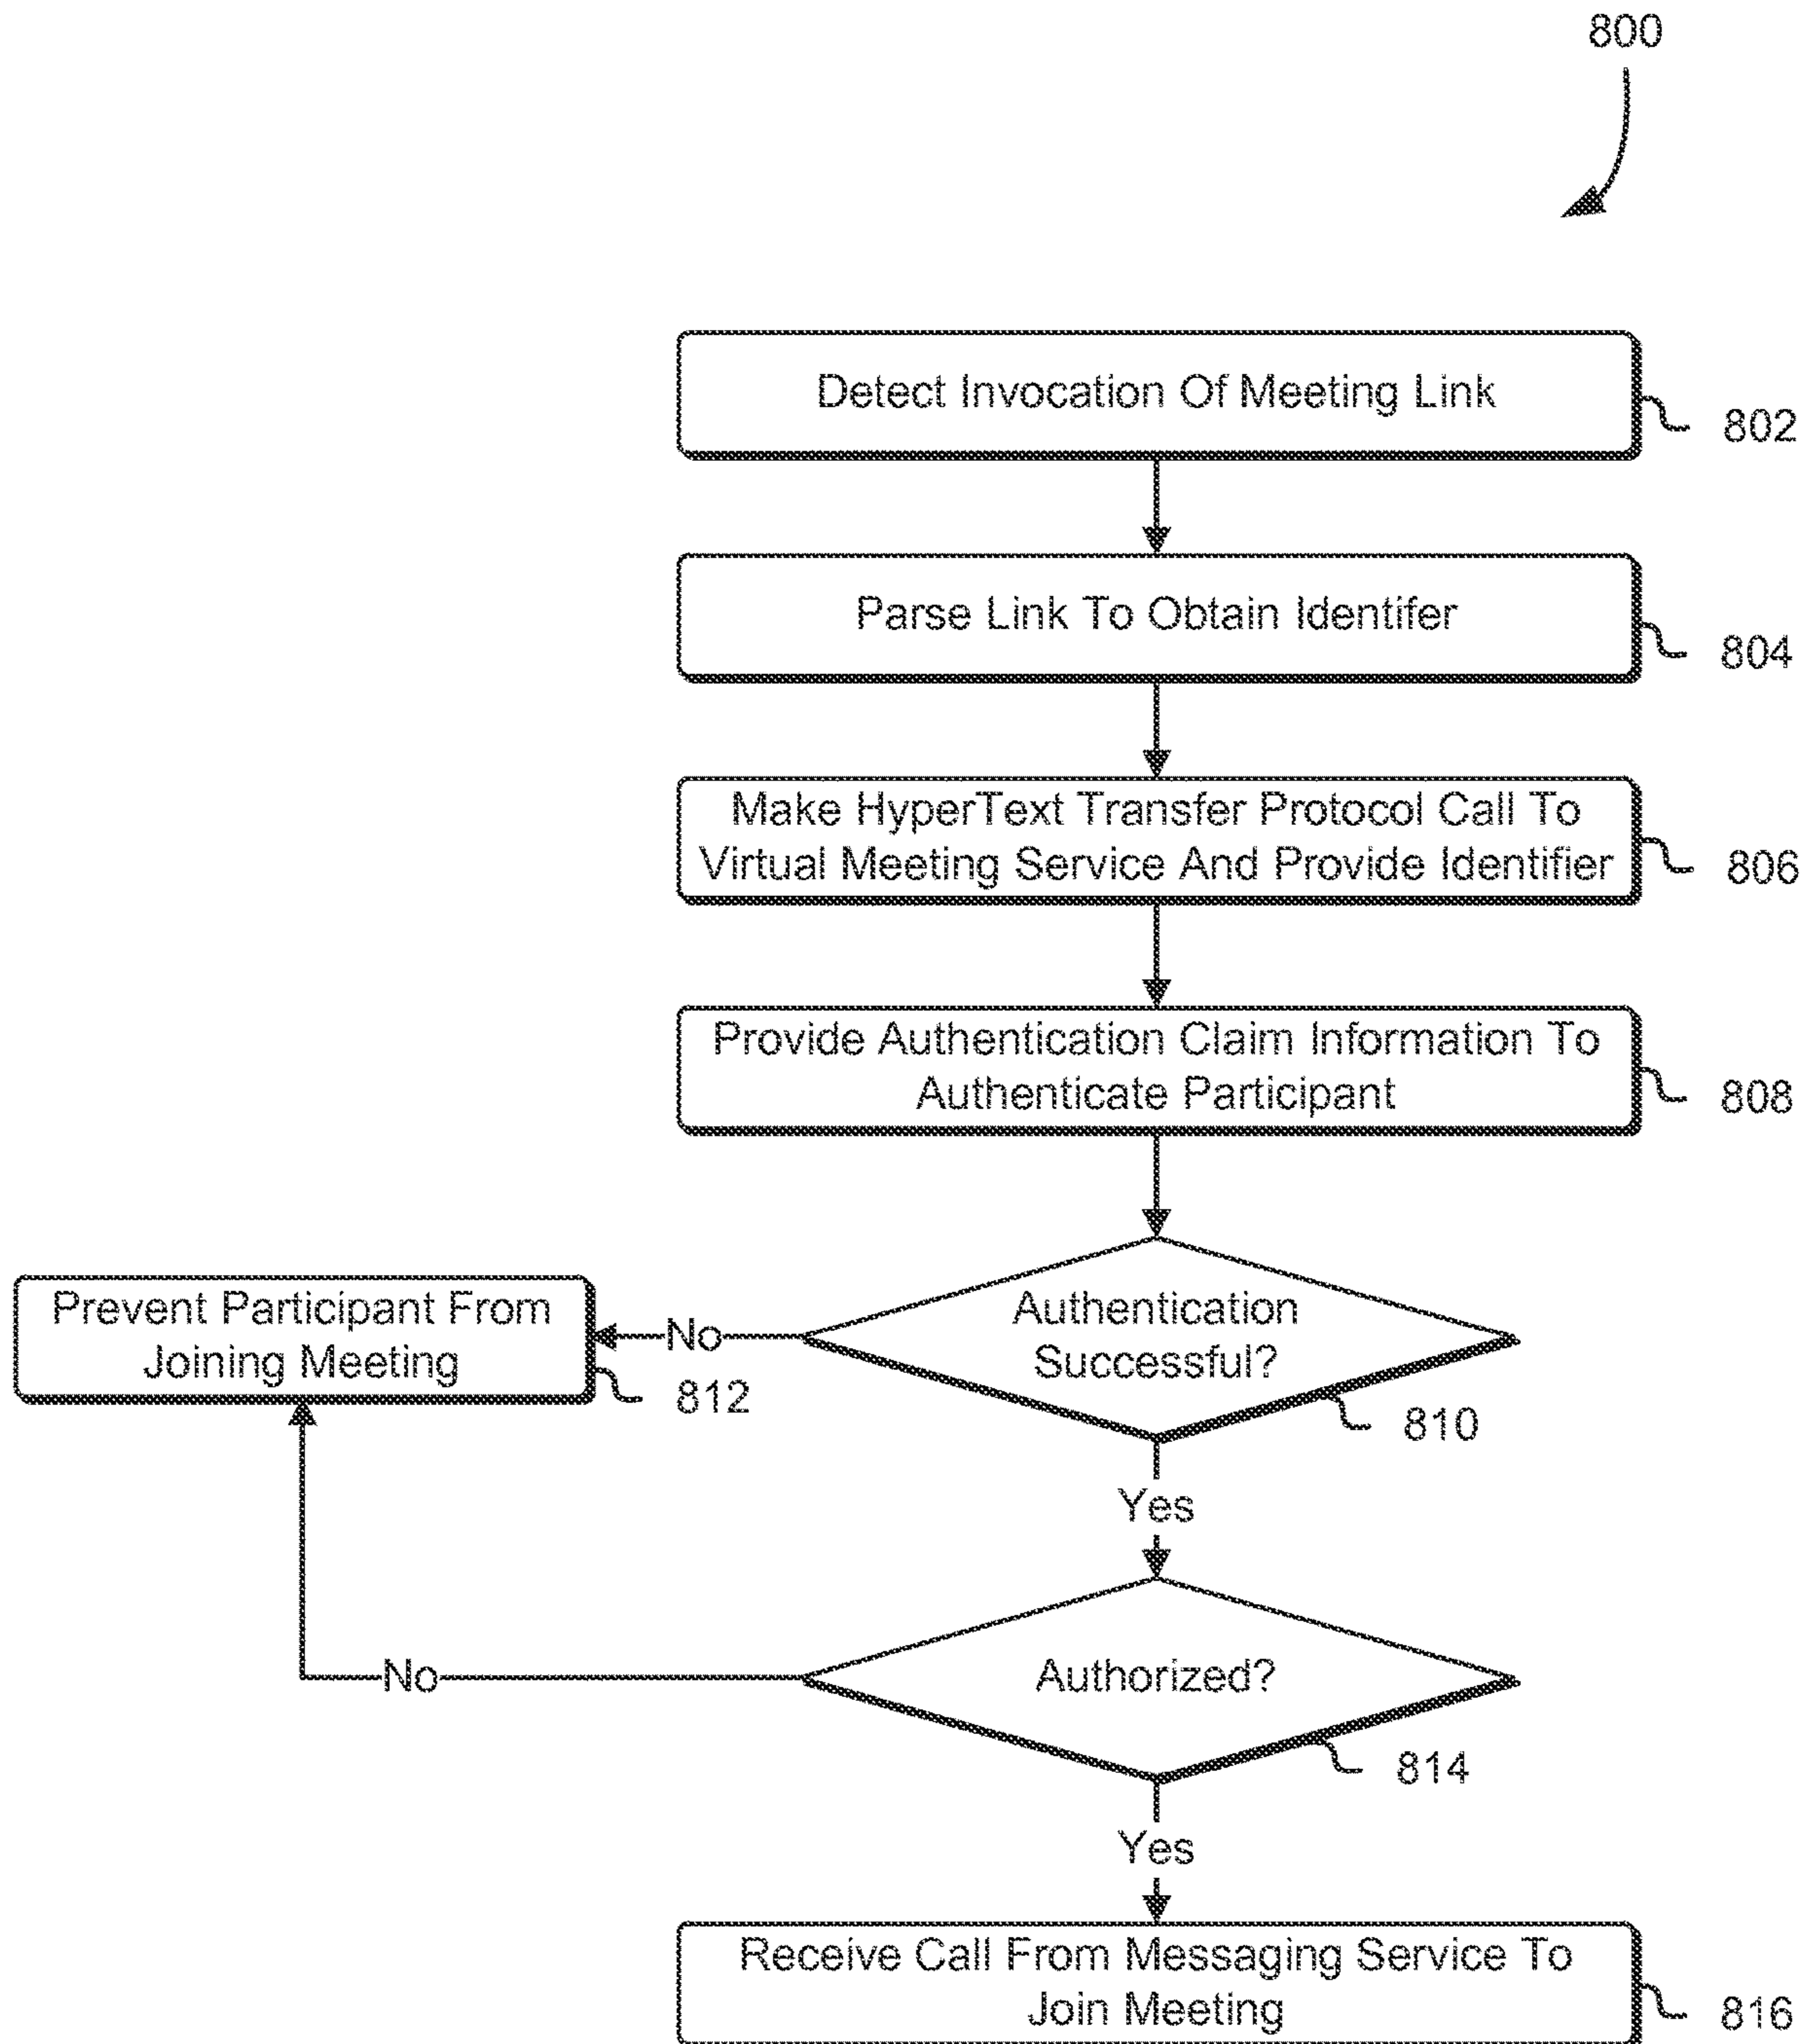 800
Detect Invocation Of Meeting Link
802
Parse Link To Obtain Identifer
804
Make HyperText Transfer Protocol Call To
Virtual Meeting Service And Provide Identifier
806
Provide Authentication Claim Information To
Authenticate Participant
808
Authentication
Successful?
810
No
Prevent Participant From
Joining Meeting
812
Yes
Authorized?
814
No
Yes
Receive Call From Messaging Service To
Join Meeting
816